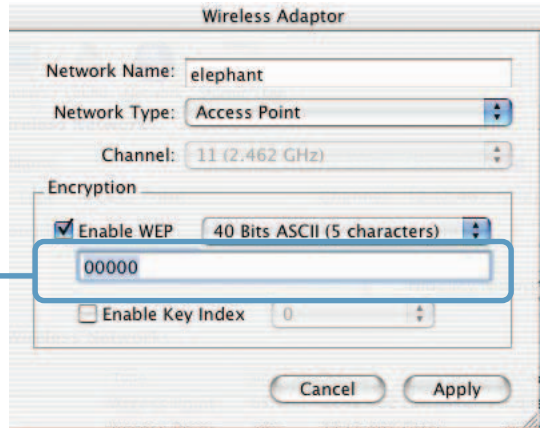 Wireless Adaptor
Network Name: elephant
Network Type: Access Point
Channel: 11 (2.462 GHz)
Encryption
Enable WEP 40 Bits ASCII (5 characters)
00000
Enable Key Index 0
Cancel Apply